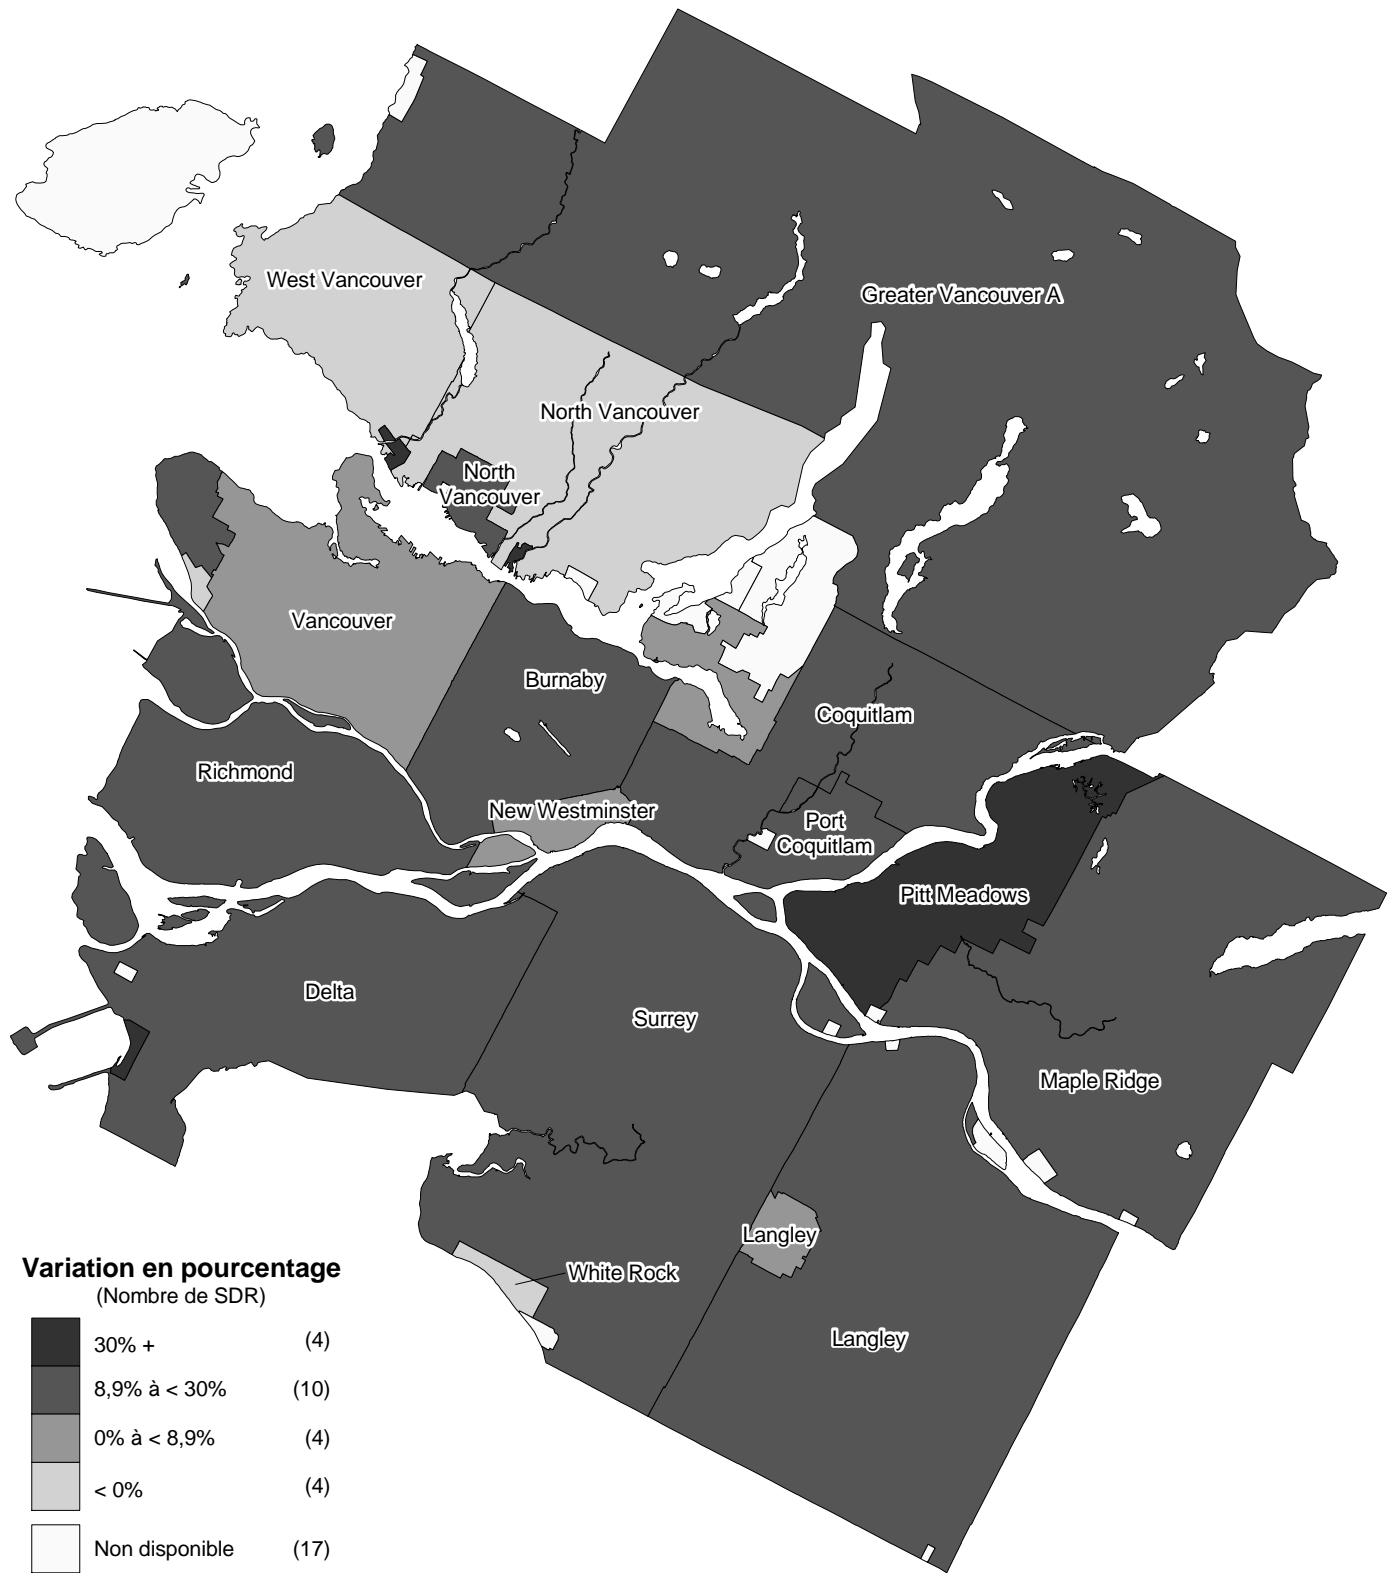 West Vancouver
Greater Vancouver A
North Vancouver
North
Vancouver
Vancouver
Burnaby
Coquitlam
Richmond
New Westminster
Port
Coquitlam
Pitt Meadows
Delta
Surrey
Maple Ridge
Langley
White Rock
Langley
Variation en pourcentage
(Nombre de SDR)
30% + (4)
8,9% à < 30% (10)
0% à < 8,9% (4)
< 0% (4)
Non disponible (17)